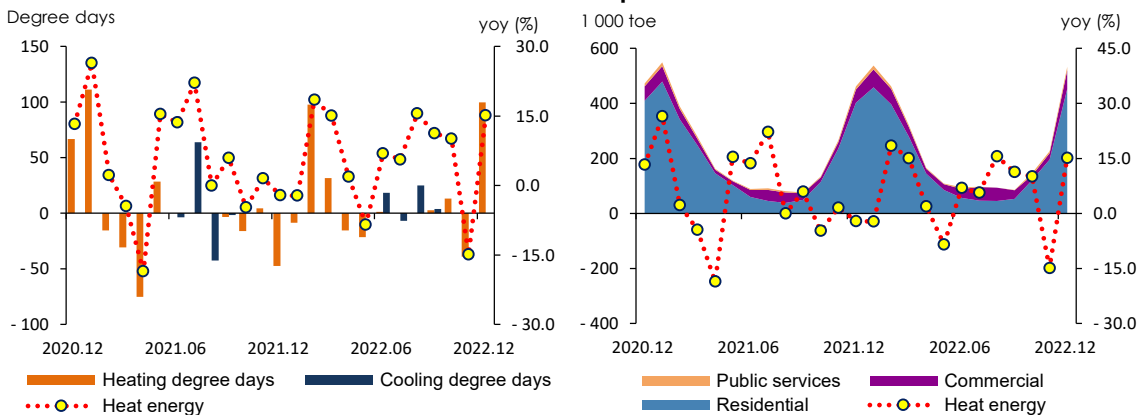 Degree days
yoy (%)
150
100
50
0
- 50
- 100
30.0
15.0
0.0
- 15.0
- 30.0
2020.12 2021.06 2021.12 2022.06 2022.12
Heating degree days Cooling degree days
Heat energy
1 000 toe
yoy (%)
600
400
200
0
- 200
- 400
45.0
30.0
15.0
0.0
- 15.0
- 30.0
2020.12 2021.06 2021.12 2022.06 2022.12
Public services Commercial
Residential Heat energy